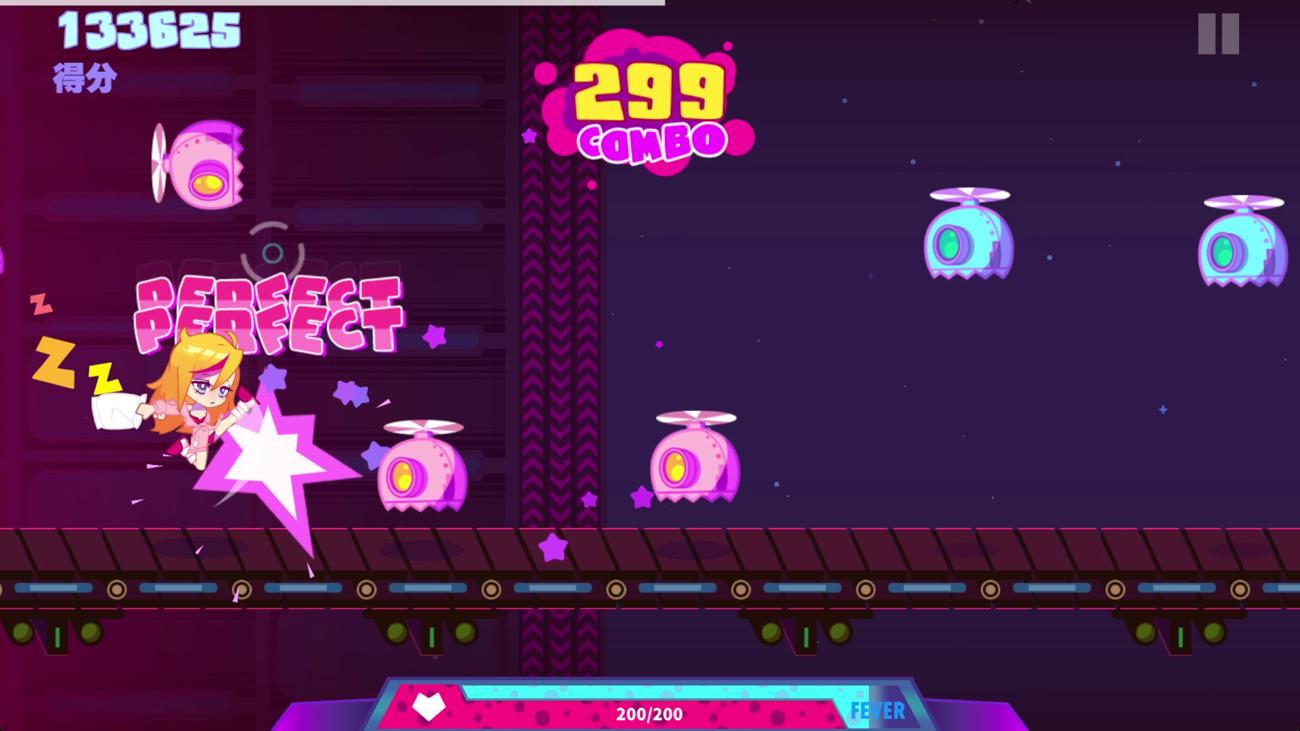 133625
得分
299
COMBO
PERFECT
PERFECT
Z
Z
Z
200/200
FEVER